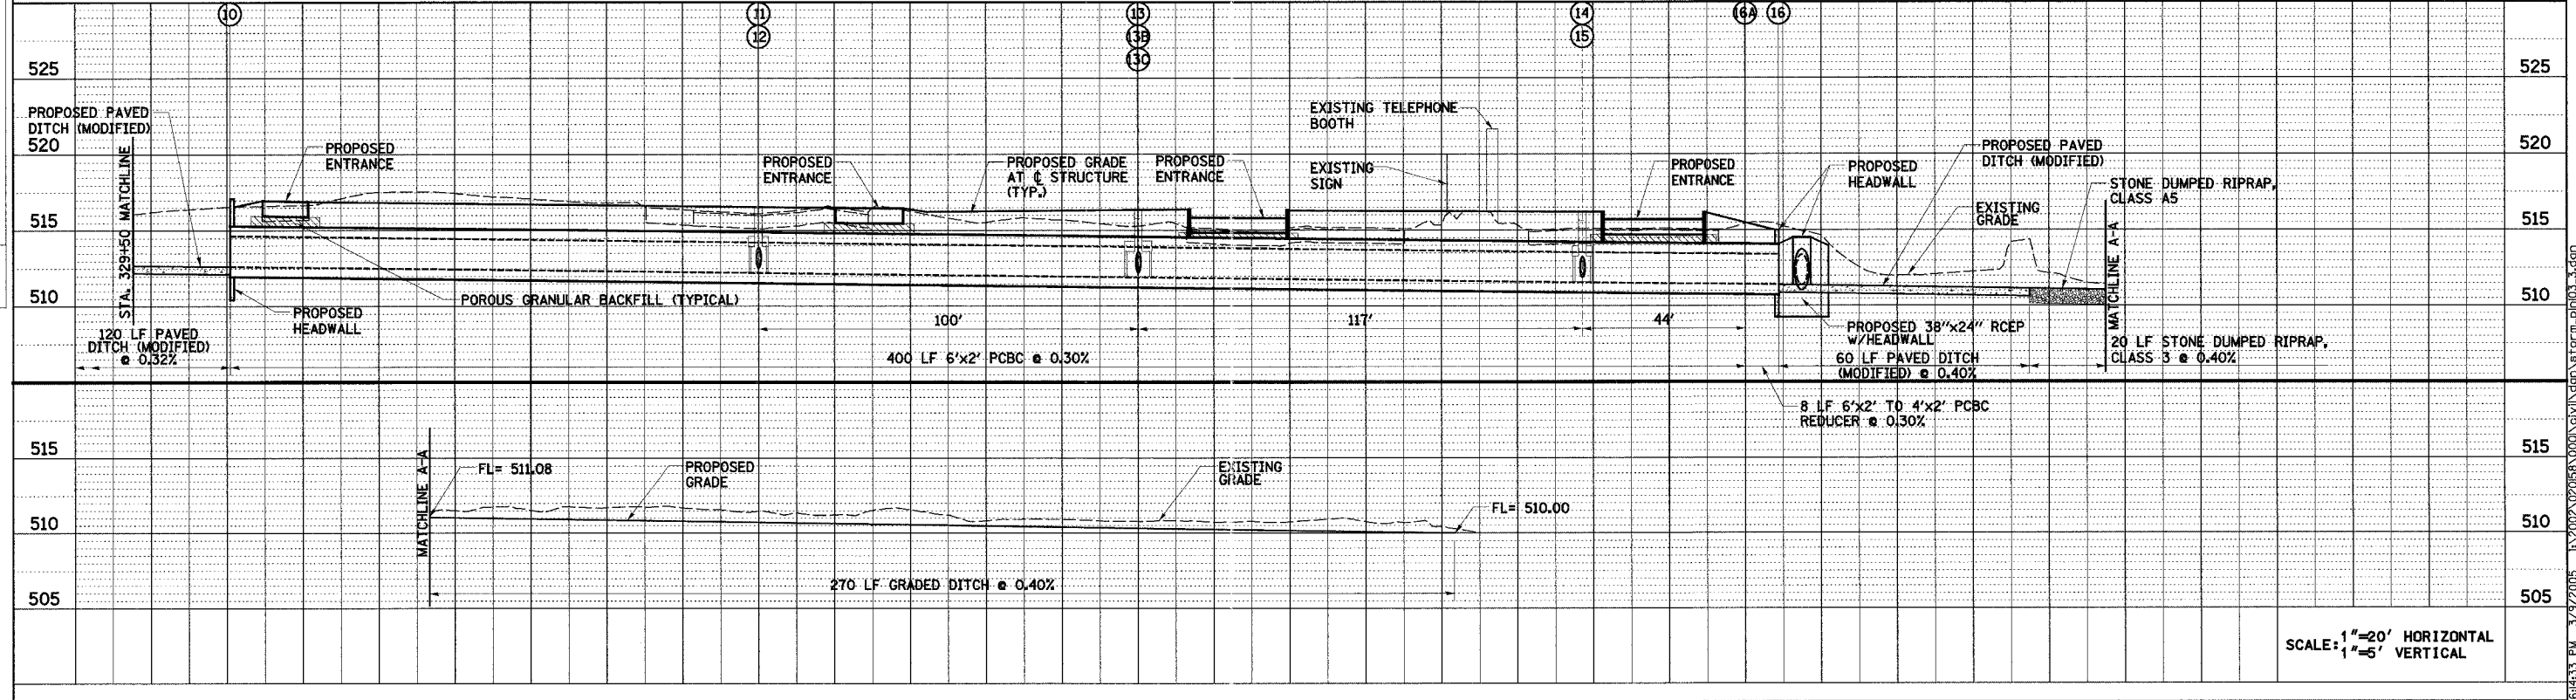 10
11
12
13
13B
13C
14
15
16A
16
525
525
PROPOSED PAVED
DITCH (MODIFIED)
520
520
STA. 329+50 MATCHLINE
PROPOSED
ENTRANCE
PROPOSED
ENTRANCE
PROPOSED GRADE
AT ℄ STRUCTURE
(TYP.)
PROPOSED
ENTRANCE
EXISTING TELEPHONE
BOOTH
EXISTING
SIGN
PROPOSED
ENTRANCE
PROPOSED
HEADWALL
PROPOSED PAVED
DITCH (MODIFIED)
STONE DUMPED RIPRAP,
CLASS A5
EXISTING
GRADE
MATCHLINE A-A
515
515
510
510
POROUS GRANULAR BACKFILL (TYPICAL)
PROPOSED
HEADWALL
120 LF PAVED
DITCH (MODIFIED)
@ 0.32%
100'
117'
44'
400 LF 6'x2' PCBC @ 0.30%
PROPOSED 38"x24" RCEP
W/HEADWALL
60 LF PAVED DITCH
(MODIFIED) @ 0.40%
20 LF STONE DUMPED RIPRAP,
CLASS 3 @ 0.40%
8 LF 6'x2' TO 4'x2' PCBC
REDUCER @ 0.30%
515
515
MATCHLINE A-A
FL= 511.08
PROPOSED
GRADE
EXISTING
GRADE
FL= 510.00
510
510
270 LF GRADED DITCH @ 0.40%
505
505
SCALE: 1"=20' HORIZONTAL
1"=5' VERTICAL